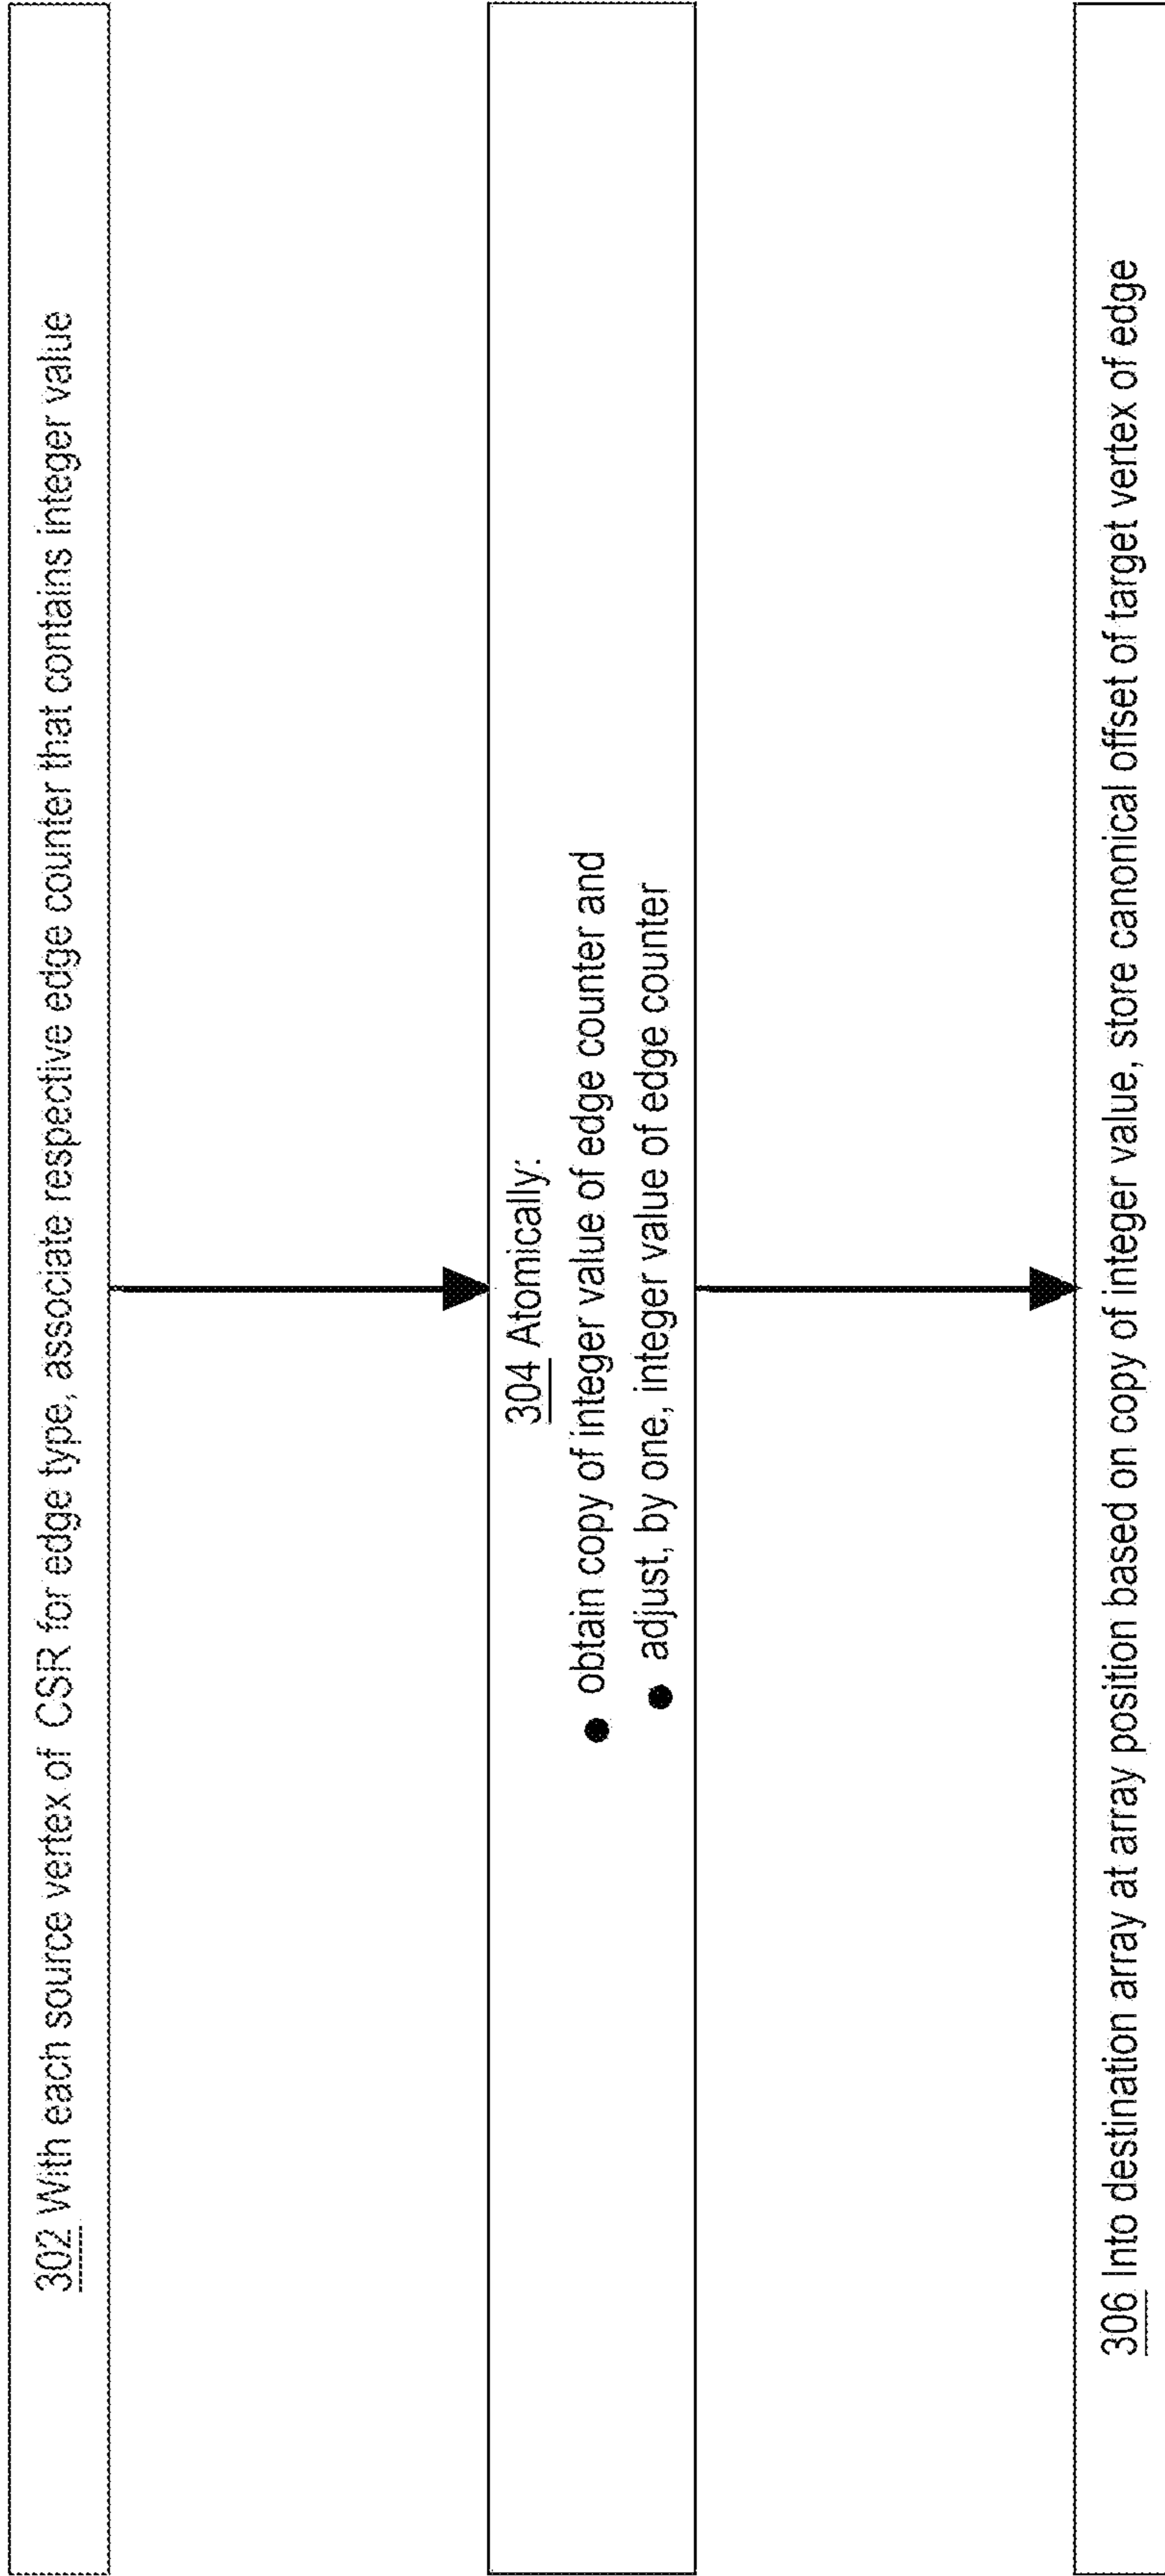 302 With each source vertex of CSR for edge type, associate respective edge counter that contains integer value
304 Atomically:
● obtain copy of integer value of edge counter and
● adjust, by one, integer value of edge counter
306 Into destination array at array position based on copy of integer value, store canonical offset of target vertex of edge